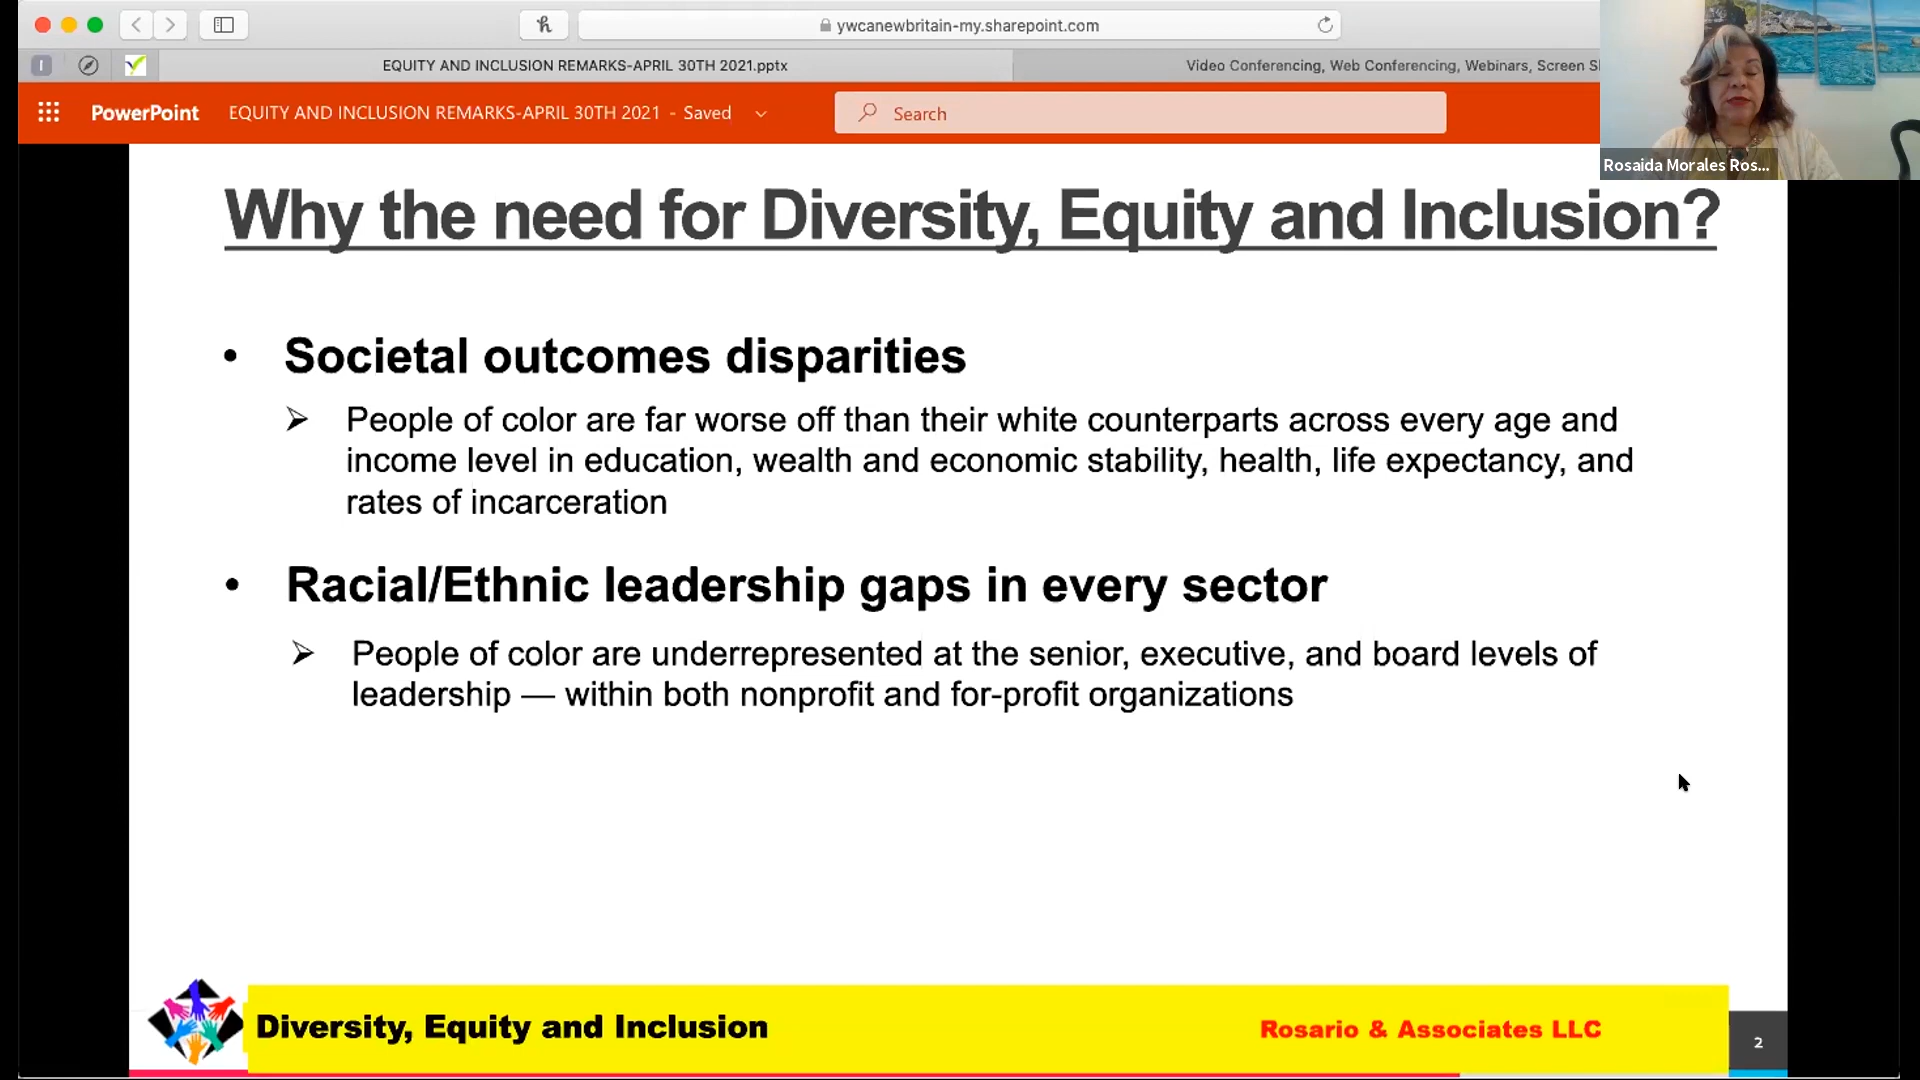 ywcanewbritain-my.sharepoint.com
EQUITY AND INCLUSION REMARKS-APRIL 30TH 2021.pptx
Video Conferencing, Web Conferencing, Webinars, Screen S
PowerPoint
EQUITY AND INCLUSION REMARKS-APRIL 30TH 2021 - Saved
Search
Rosaida Morales Ros...
Why the need for Diversity, Equity and Inclusion?
• Societal outcomes disparities
➢ People of color are far worse off than their white counterparts across every age and
income level in education, wealth and economic stability, health, life expectancy, and
rates of incarceration
• Racial/Ethnic leadership gaps in every sector
➢ People of color are underrepresented at the senior, executive, and board levels of
leadership — within both nonprofit and for-profit organizations
Diversity, Equity and Inclusion
Rosario & Associates LLC
2